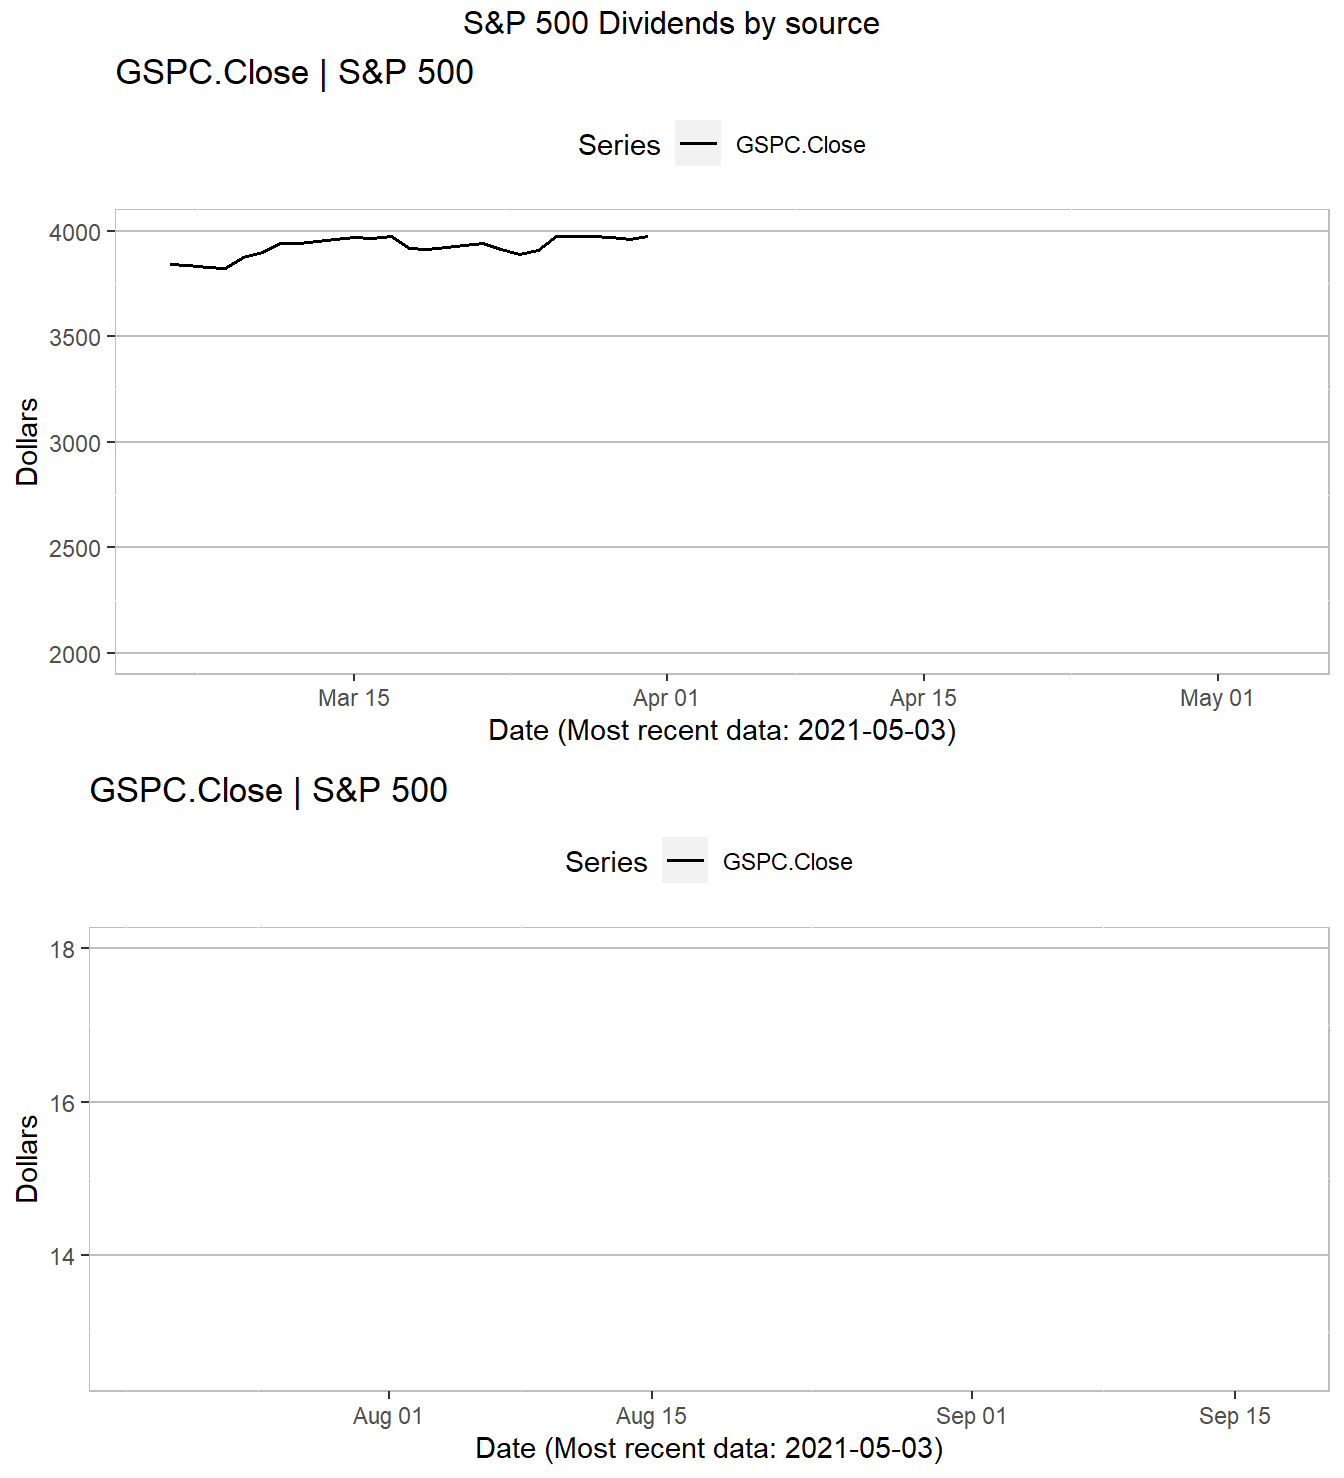 S&P 500 Dividends by source
GSPC.Close | S&P 500
Series GSPC.Close
4000
3500
3000
2500
2000
Dollars
Mar 15 Apr 01 Apr 15 May 01
Date (Most recent data: 2021-05-03)
GSPC.Close | S&P 500
Series GSPC.Close
18
16
14
Dollars
Aug 01 Aug 15 Sep 01 Sep 15
Date (Most recent data: 2021-05-03)